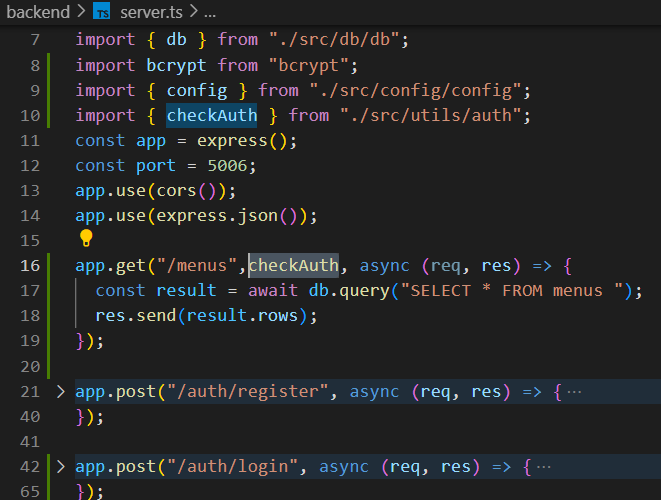 backend > TS server.ts > ...
7 import { db } from "./src/db/db";
8 import bcrypt from "bcrypt";
9 import { config } from "./src/config/config";
10 import { checkAuth } from "./src/utils/auth";
11 const app = express();
12 const port = 5006;
13 app.use(cors());
14 app.use(express.json());
15
16 app.get("/menus",checkAuth, async (req, res) => {
17 const result = await db.query("SELECT * FROM menus ");
18 res.send(result.rows);
19 });
20
21 > app.post("/auth/register", async (req, res) => { ...
40 });
41
42 > app.post("/auth/login", async (req, res) => { ...
65 });